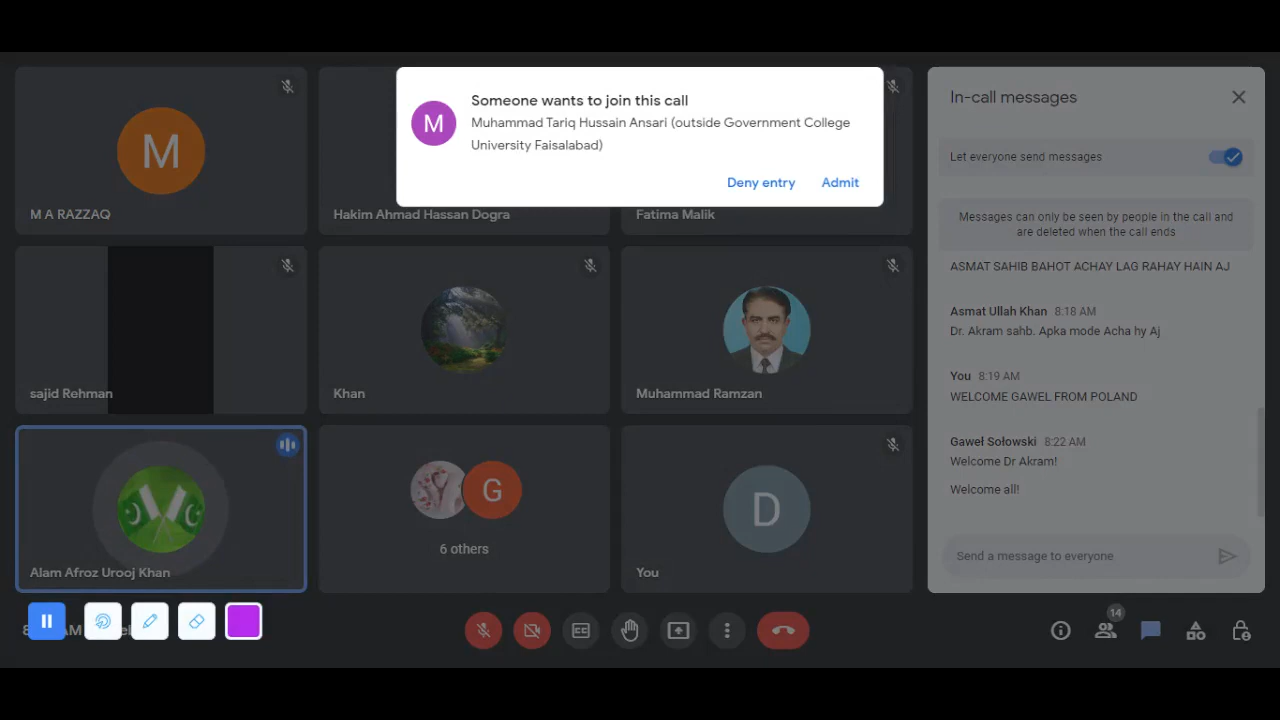 Someone wants to join this call
M
Muhammad Tariq Hussain Ansari (outside Government College
University Faisalabad)
Deny entry
Admit
M
M A RAZZAQ
Hakim Ahmad Hassan Dogra
Fatima Malik
sajid Rehman
Khan
Muhammad Ramzan
Alam Afroz Urooj Khan
G
6 others
D
You
In-call messages
Let everyone send messages
Messages can only be seen by people in the call and
are deleted when the call ends
ASMAT SAHIB BAHOT ACHAY LAG RAHAY HAIN AJ
Asmat Ullah Khan 8:18 AM
Dr. Akram sahb. Apka mode Acha hy Aj
You 8:19 AM
WELCOME GAWEL FROM POLAND
Gaweł Sołowski 8:22 AM
Welcome Dr Akram!
Welcome all!
Send a message to everyone
14